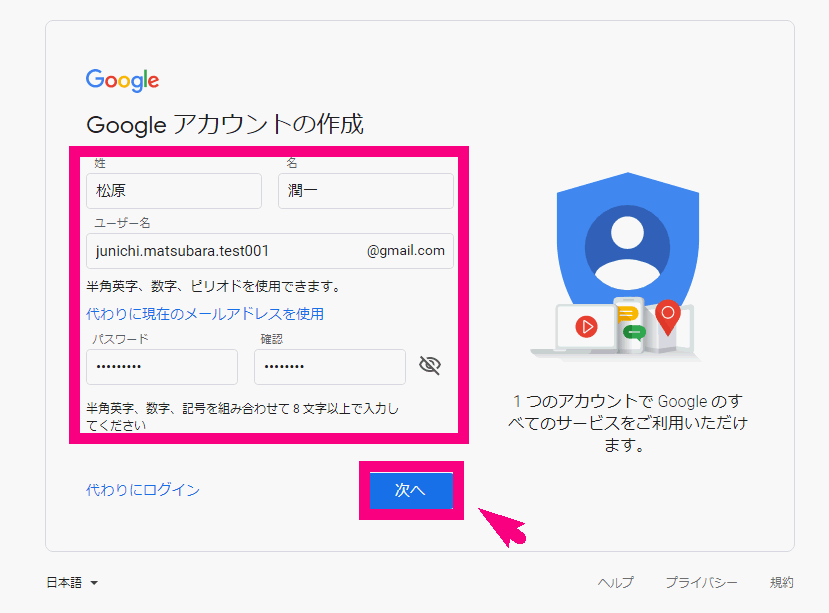 Google
Google アカウントの作成
姓 名
松原 潤一
ユーザー名
junichi.matsubara.test001 @gmail.com
半角英字、数字、ピリオドを使用できます。
代わりに現在のメールアドレスを使用
パスワード 確認
••••••••• ••••••••
半角英字、数字、記号を組み合わせて 8 文字以上で入力し
てください
代わりにログイン
次へ
1 つのアカウントで Google のす
べてのサービスをご利用いただけ
ます。
日本語
ヘルプ プライバシー 規約